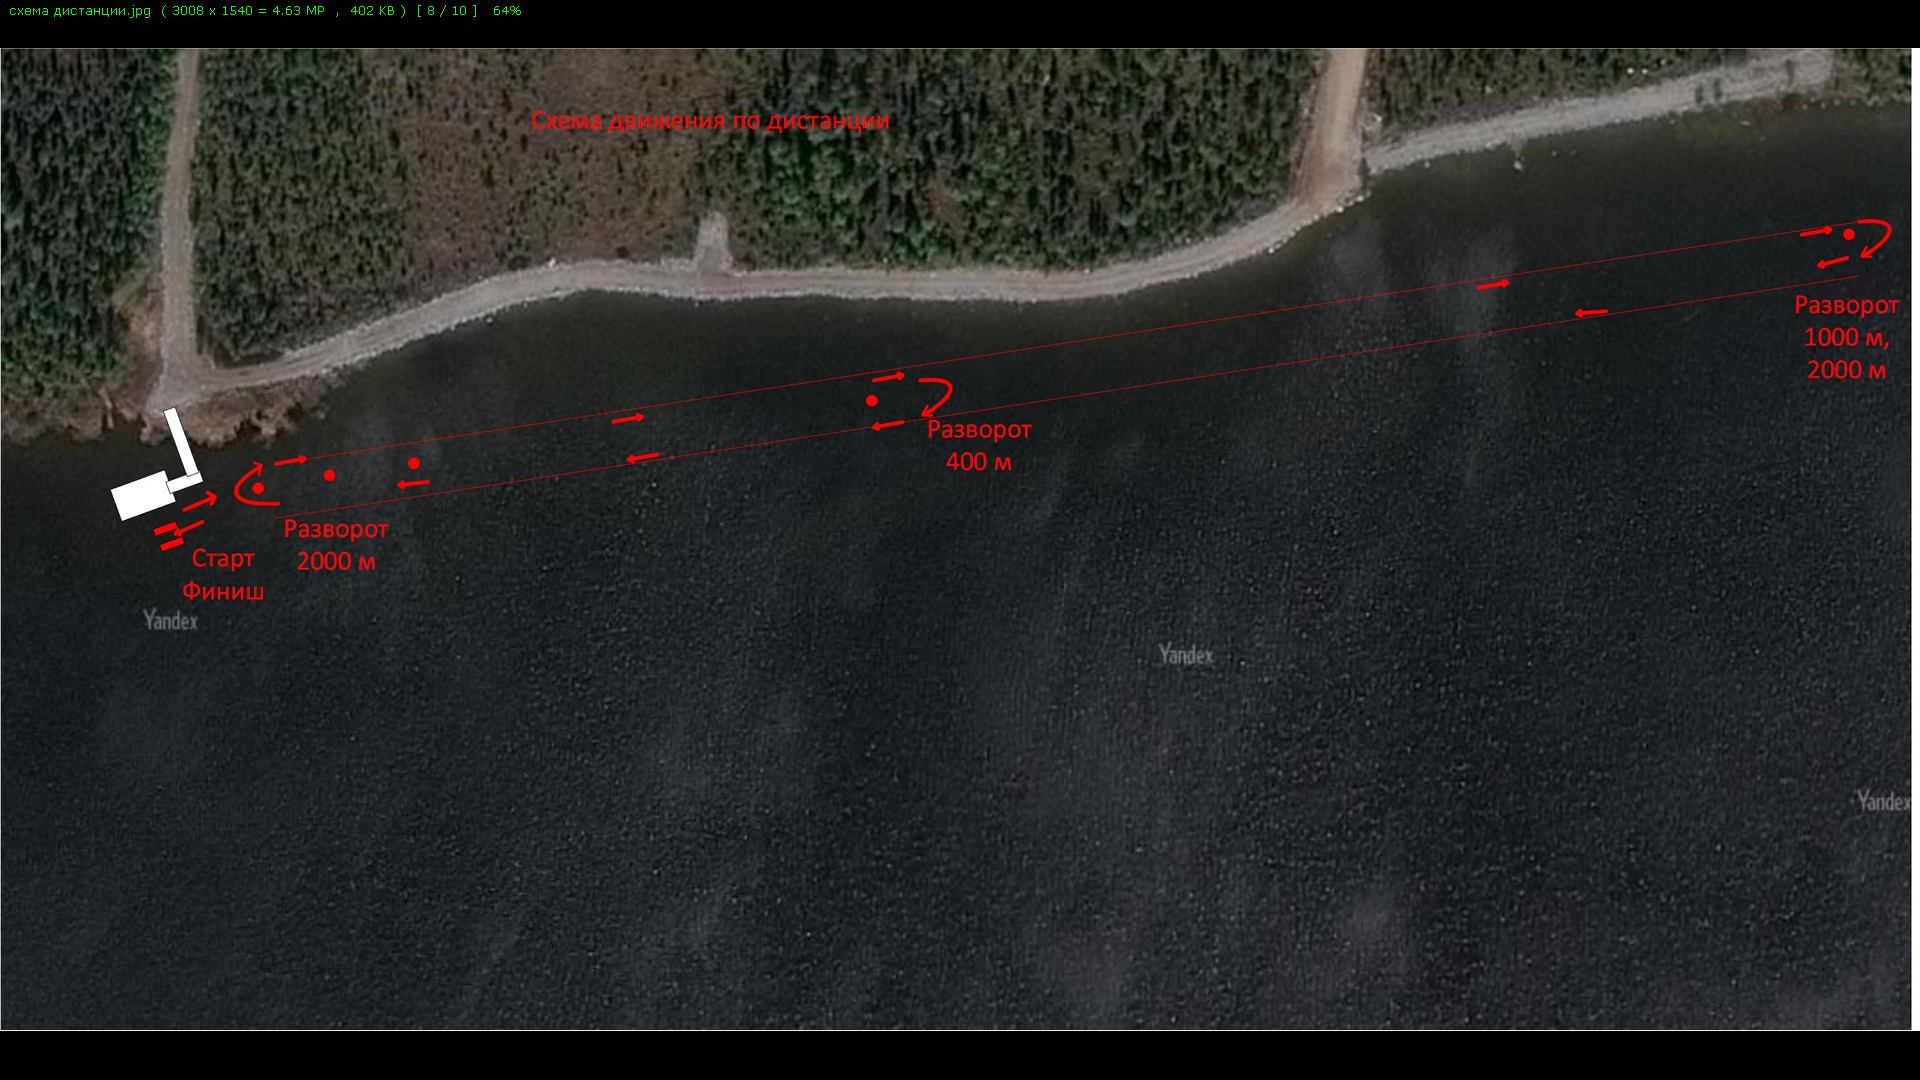 схема дистанции.jpg ( 3008 x 1540 = 4.63 MP , 402 KB ) [ 8 / 10 ] 64%
Схема движения по дистанции
Разворот
1000 м,
2000 м
Разворот
400 м
Разворот
2000 м
Старт
Финиш
Yandex
Yandex
Yandex